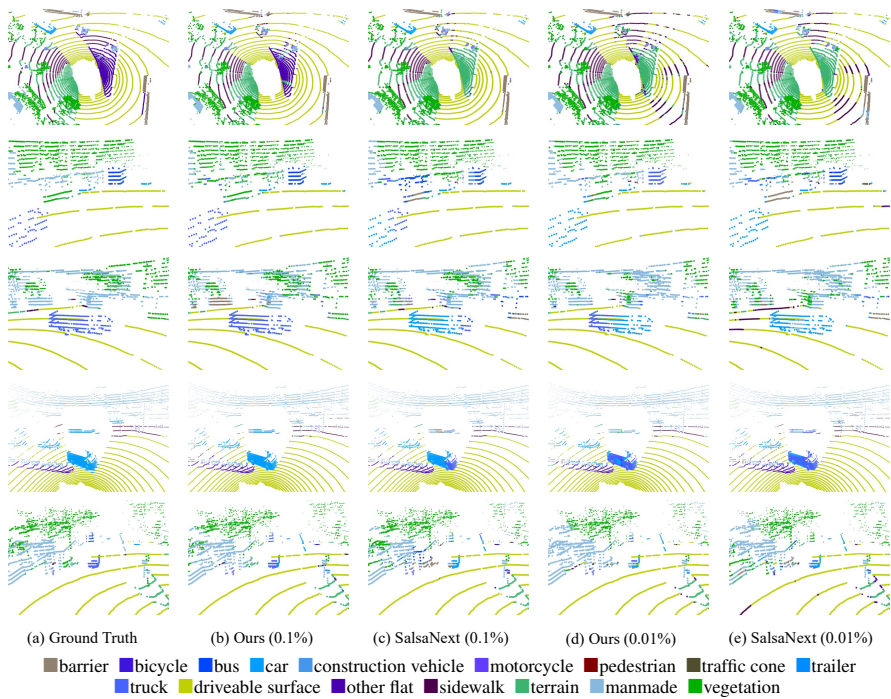 (a) Ground Truth (b) Ours (0.1%) (c) SalsaNext (0.1%) (d) Ours (0.01%) (e) SalsaNext (0.01%)
barrier bicycle bus car construction vehicle motorcycle pedestrian traffic cone trailer
truck driveable surface other flat sidewalk terrain manmade vegetation